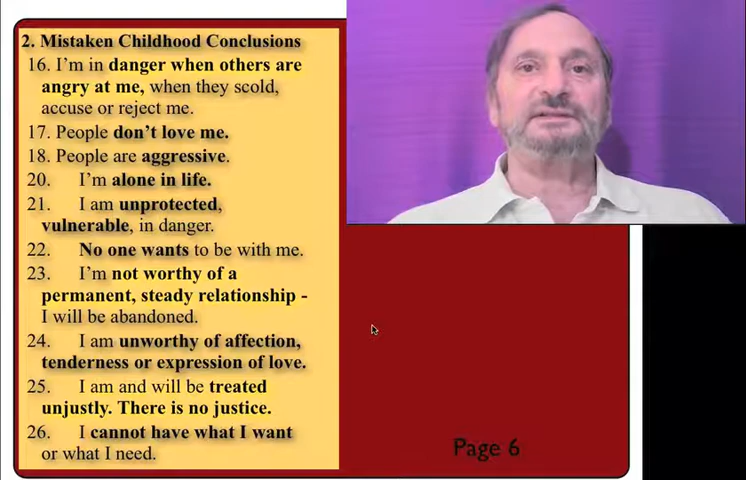 2. Mistaken Childhood Conclusions
16. I'm in danger when others are
angry at me, when they scold,
accuse or reject me.
17. People don't love me.
18. People are aggressive.
20. I'm alone in life.
21. I am unprotected,
vulnerable, in danger.
22. No one wants to be with me.
23. I'm not worthy of a
permanent, steady relationship -
I will be abandoned.
24. I am unworthy of affection,
tenderness or expression of love.
25. I am and will be treated
unjustly. There is no justice.
26. I cannot have what I want
or what I need.
Page 6